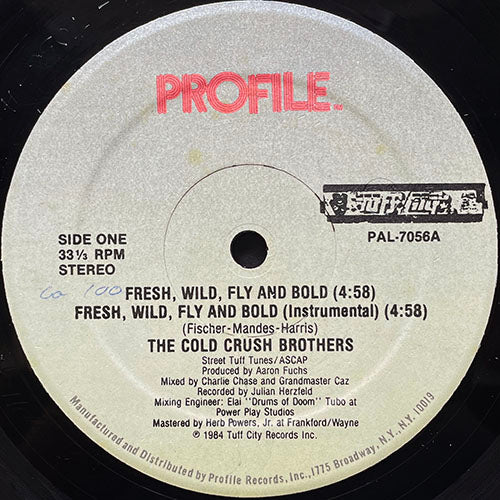 PROFILE TM
TUFF CITY
PAL-7056A
SIDE ONE
33⅓ RPM
STEREO
100
FRESH, WILD, FLY AND BOLD (4:58)
FRESH, WILD, FLY AND BOLD (Instrumental) (4:58)
(Fischer-Mandes-Harris)
THE COLD CRUSH BROTHERS
Street Tuff Tunes/ASCAP
Produced by Aaron Fuchs
Mixed by Charlie Chase and Grandmaster Caz
Recorded by Julian Herzfeld
Mixing Engineer: Elai "Drums of Doom" Tubo at
Power Play Studios
Mastered by Herb Powers, Jr. at Frankford/Wayne
℗ 1984 Tuff City Records Inc.
Manufactured and Distributed by Profile Records, Inc., 1775 Broadway, N.Y., N.Y. 10019